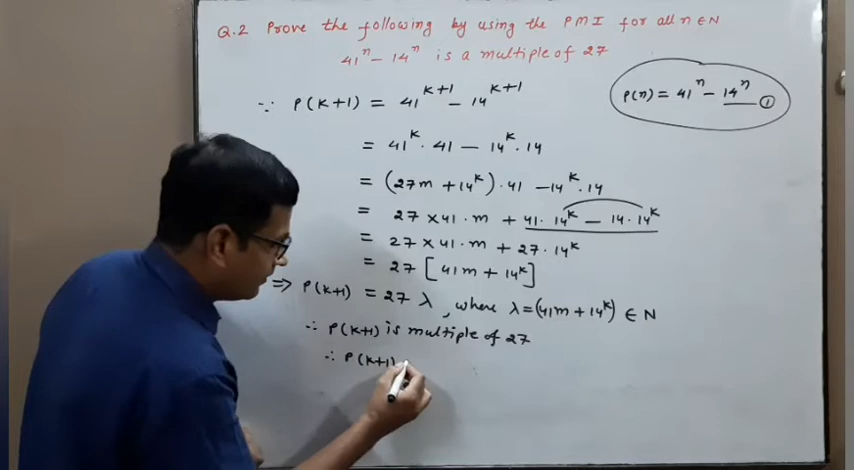 Q.2 Prove the following by using the PMI for all n ∈ N
41ⁿ - 14ⁿ is a multiple of 27
P(n) = 41ⁿ - 14ⁿ — ①
∵ P(k+1) = 41^(k+1) - 14^(k+1)
= 41^k · 41 - 14^k · 14
= (27m + 14^k) · 41 - 14^k · 14
= 27 × 41 · m + 41 · 14^k - 14 · 14^k
= 27 × 41 · m + 27 · 14^k
= 27 [41m + 14^k]
⇒ P(k+1) = 27 λ, where λ = (41m + 14^k) ∈ N
∴ P(k+1) is multiple of 27
∴ P(k+1)